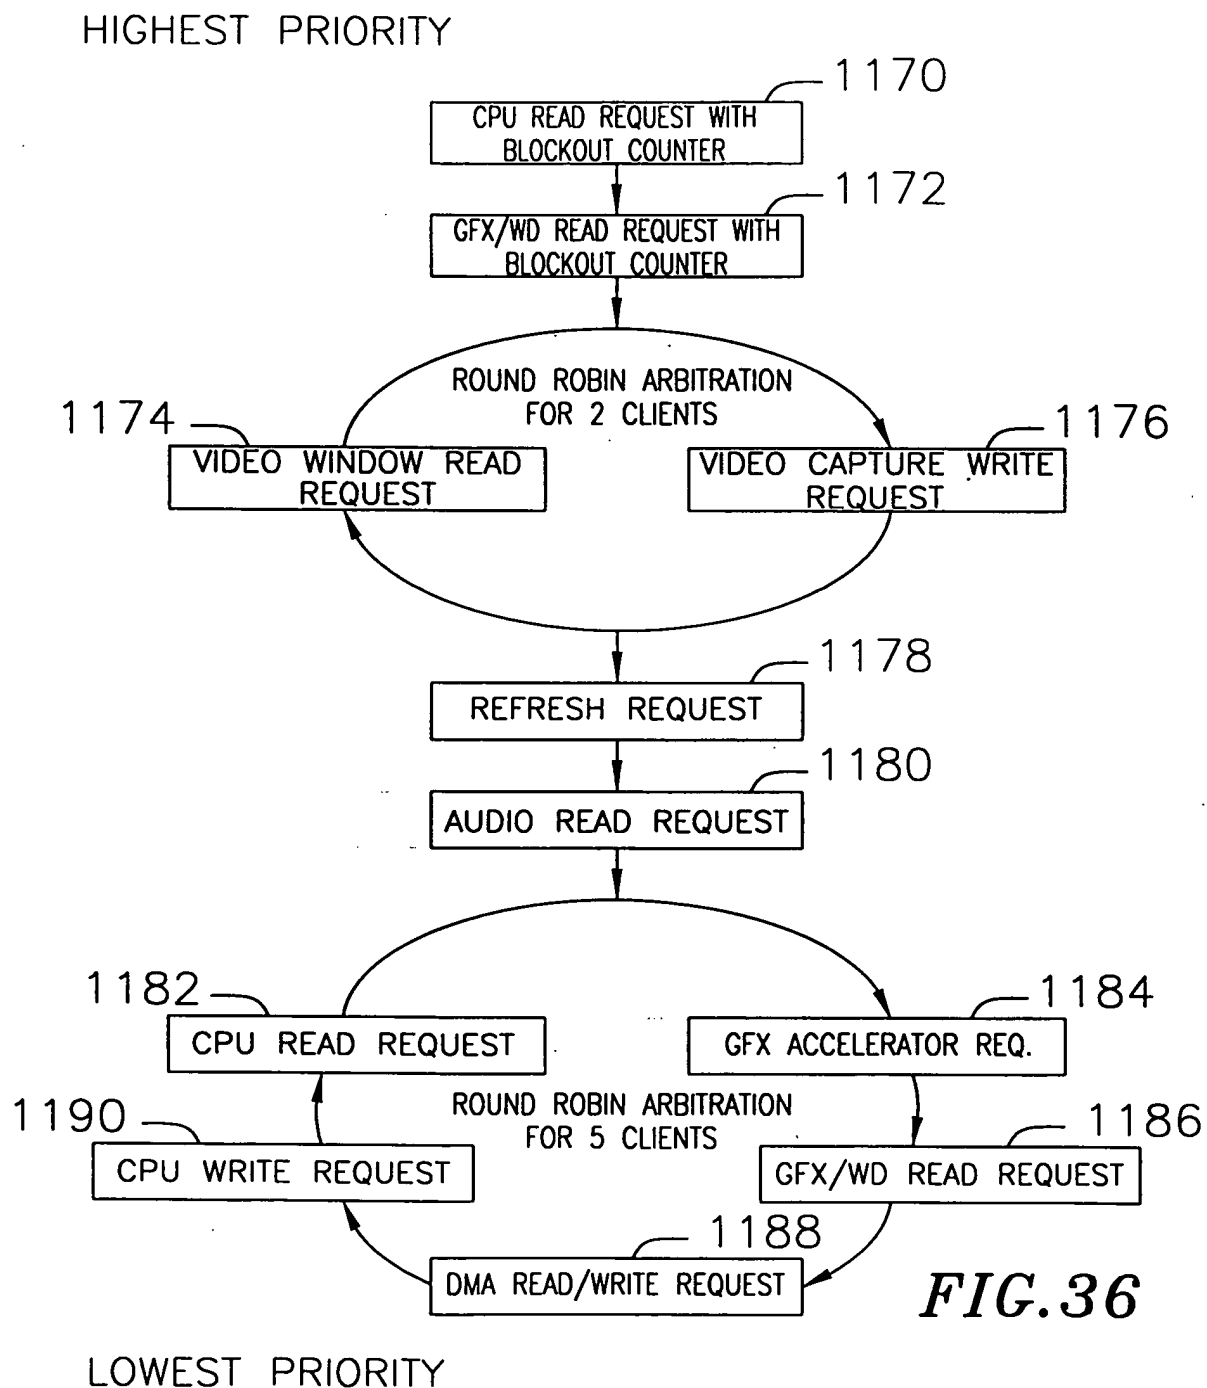 HIGHEST PRIORITY
1170
CPU READ REQUEST WITH
BLOCKOUT COUNTER
1172
GFX/WD READ REQUEST WITH
BLOCKOUT COUNTER
ROUND ROBIN ARBITRATION
FOR 2 CLIENTS
1174
VIDEO WINDOW READ
REQUEST
1176
VIDEO CAPTURE WRITE
REQUEST
1178
REFRESH REQUEST
1180
AUDIO READ REQUEST
1182
CPU READ REQUEST
1184
GFX ACCELERATOR REQ.
ROUND ROBIN ARBITRATION
FOR 5 CLIENTS
1190
CPU WRITE REQUEST
1186
GFX/WD READ REQUEST
1188
DMA READ/WRITE REQUEST
FIG.36
LOWEST PRIORITY